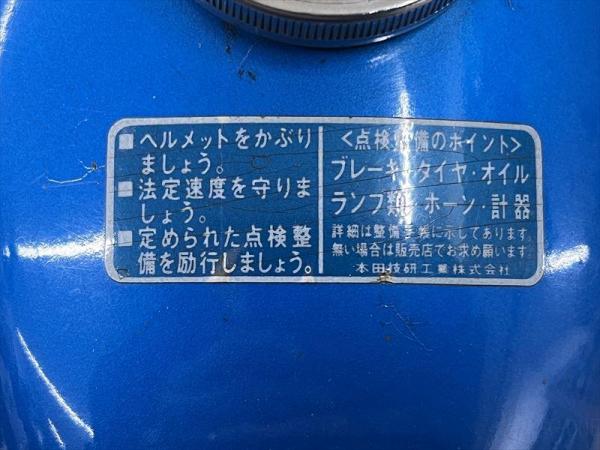 ■ヘルメットをかぶり
ましょう。
■法定速度を守りま
しょう。
■定められた点検整
備を励行しましょう。
<点検整備のポイント>
ブレーキ・タイヤ・オイル
ランプ類・ホーン・計器
詳細は整備手帳に示してあります。
無い場合は販売店でお求め願います。
本田技研工業株式会社